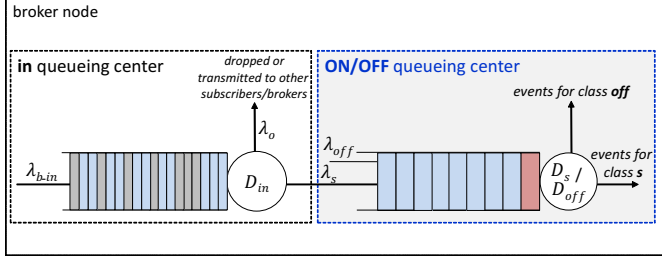 broker node
in queueing center
dropped or
transmitted to other
subscribers/brokers
λo
λb-in
Din
ON/OFF queueing center
events for class off
λoff
λs
Ds /
Doff
events for
class s